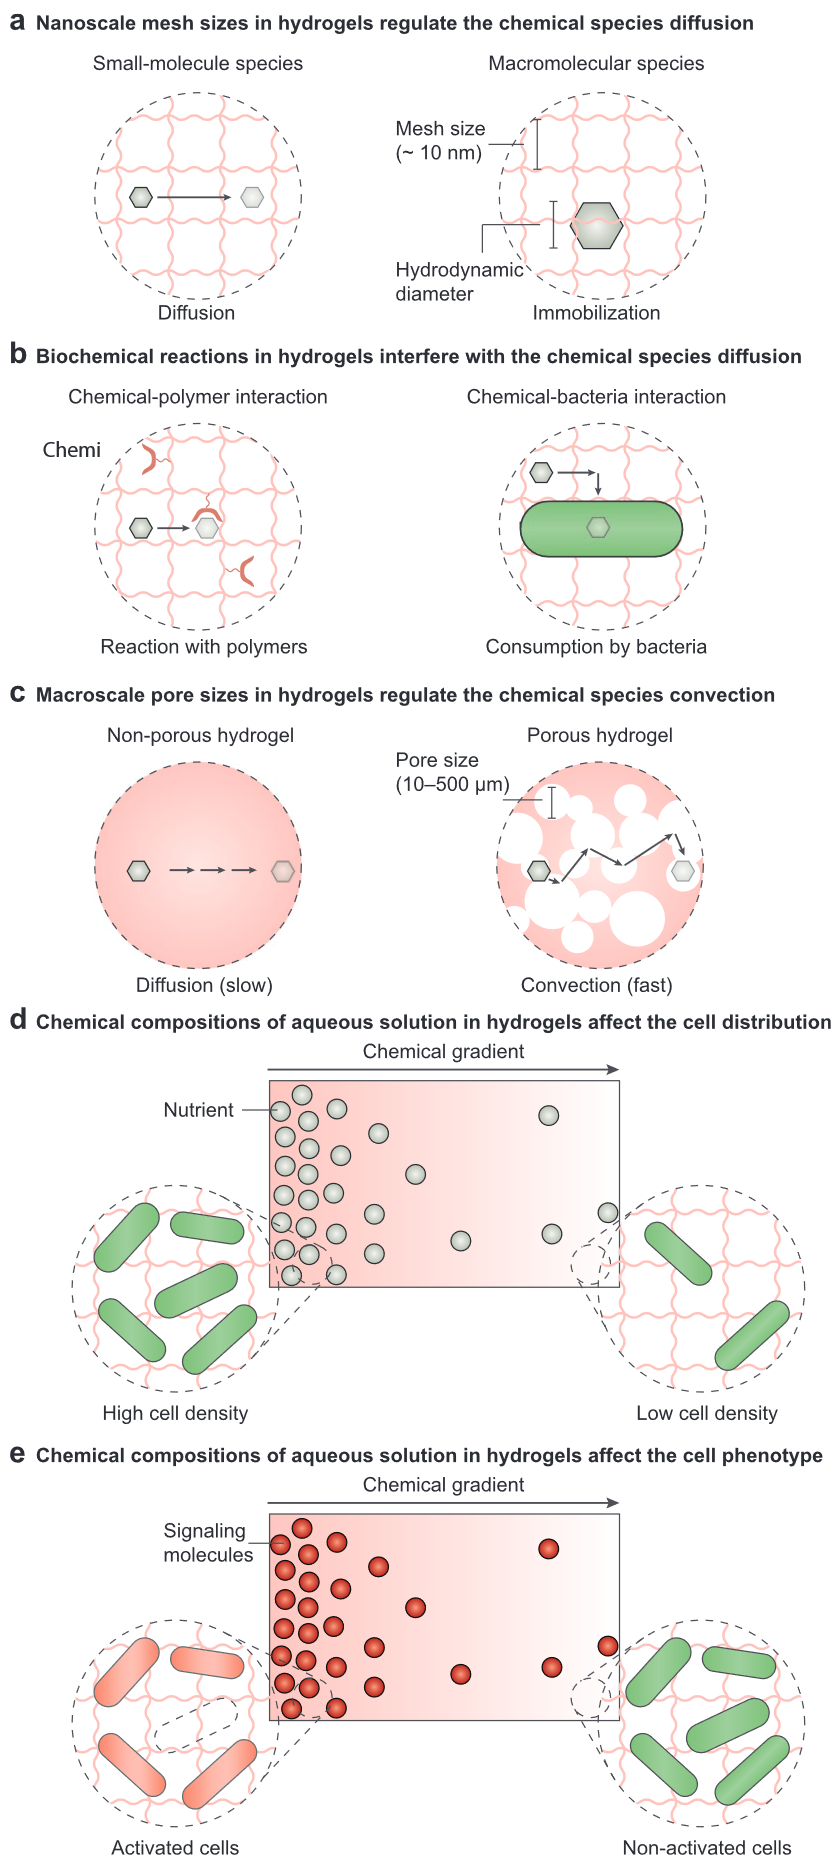 a Nanoscale mesh sizes in hydrogels regulate the chemical species diffusion
Small-molecule species
Macromolecular species
Mesh size
(~ 10 nm)
Hydrodynamic
diameter
Diffusion
Immobilization
b Biochemical reactions in hydrogels interfere with the chemical species diffusion
Chemical-polymer interaction
Chemical-bacteria interaction
Chemi
Reaction with polymers
Consumption by bacteria
c Macroscale pore sizes in hydrogels regulate the chemical species convection
Non-porous hydrogel
Porous hydrogel
Pore size
(10–500 μm)
Diffusion (slow)
Convection (fast)
d Chemical compositions of aqueous solution in hydrogels affect the cell distribution
Chemical gradient
Nutrient
High cell density
Low cell density
e Chemical compositions of aqueous solution in hydrogels affect the cell phenotype
Chemical gradient
Signaling
molecules
Activated cells
Non-activated cells